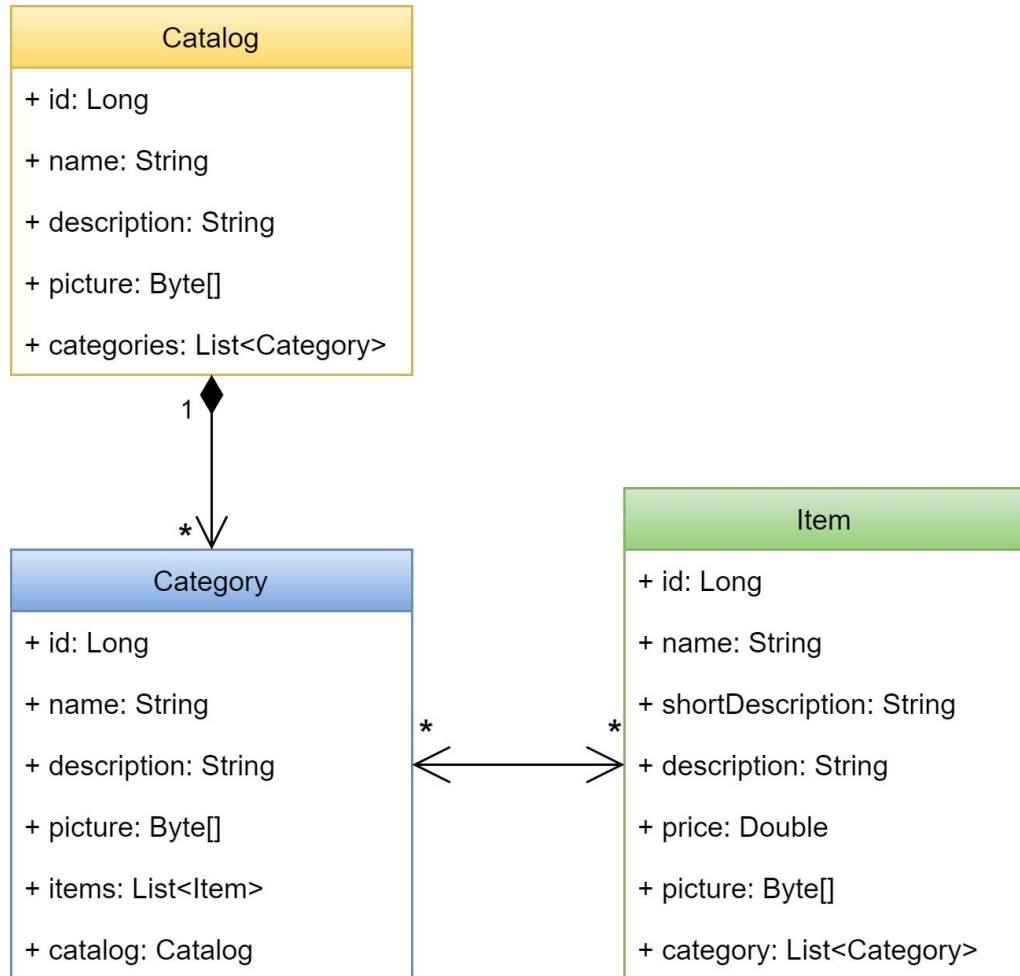 Catalog
+ id: Long
+ name: String
+ description: String
+ picture: Byte[]
+ categories: List<Category>
1
*
Category
+ id: Long
+ name: String
+ description: String
+ picture: Byte[]
+ items: List<Item>
+ catalog: Catalog
*
*
Item
+ id: Long
+ name: String
+ shortDescription: String
+ description: String
+ price: Double
+ picture: Byte[]
+ category: List<Category>